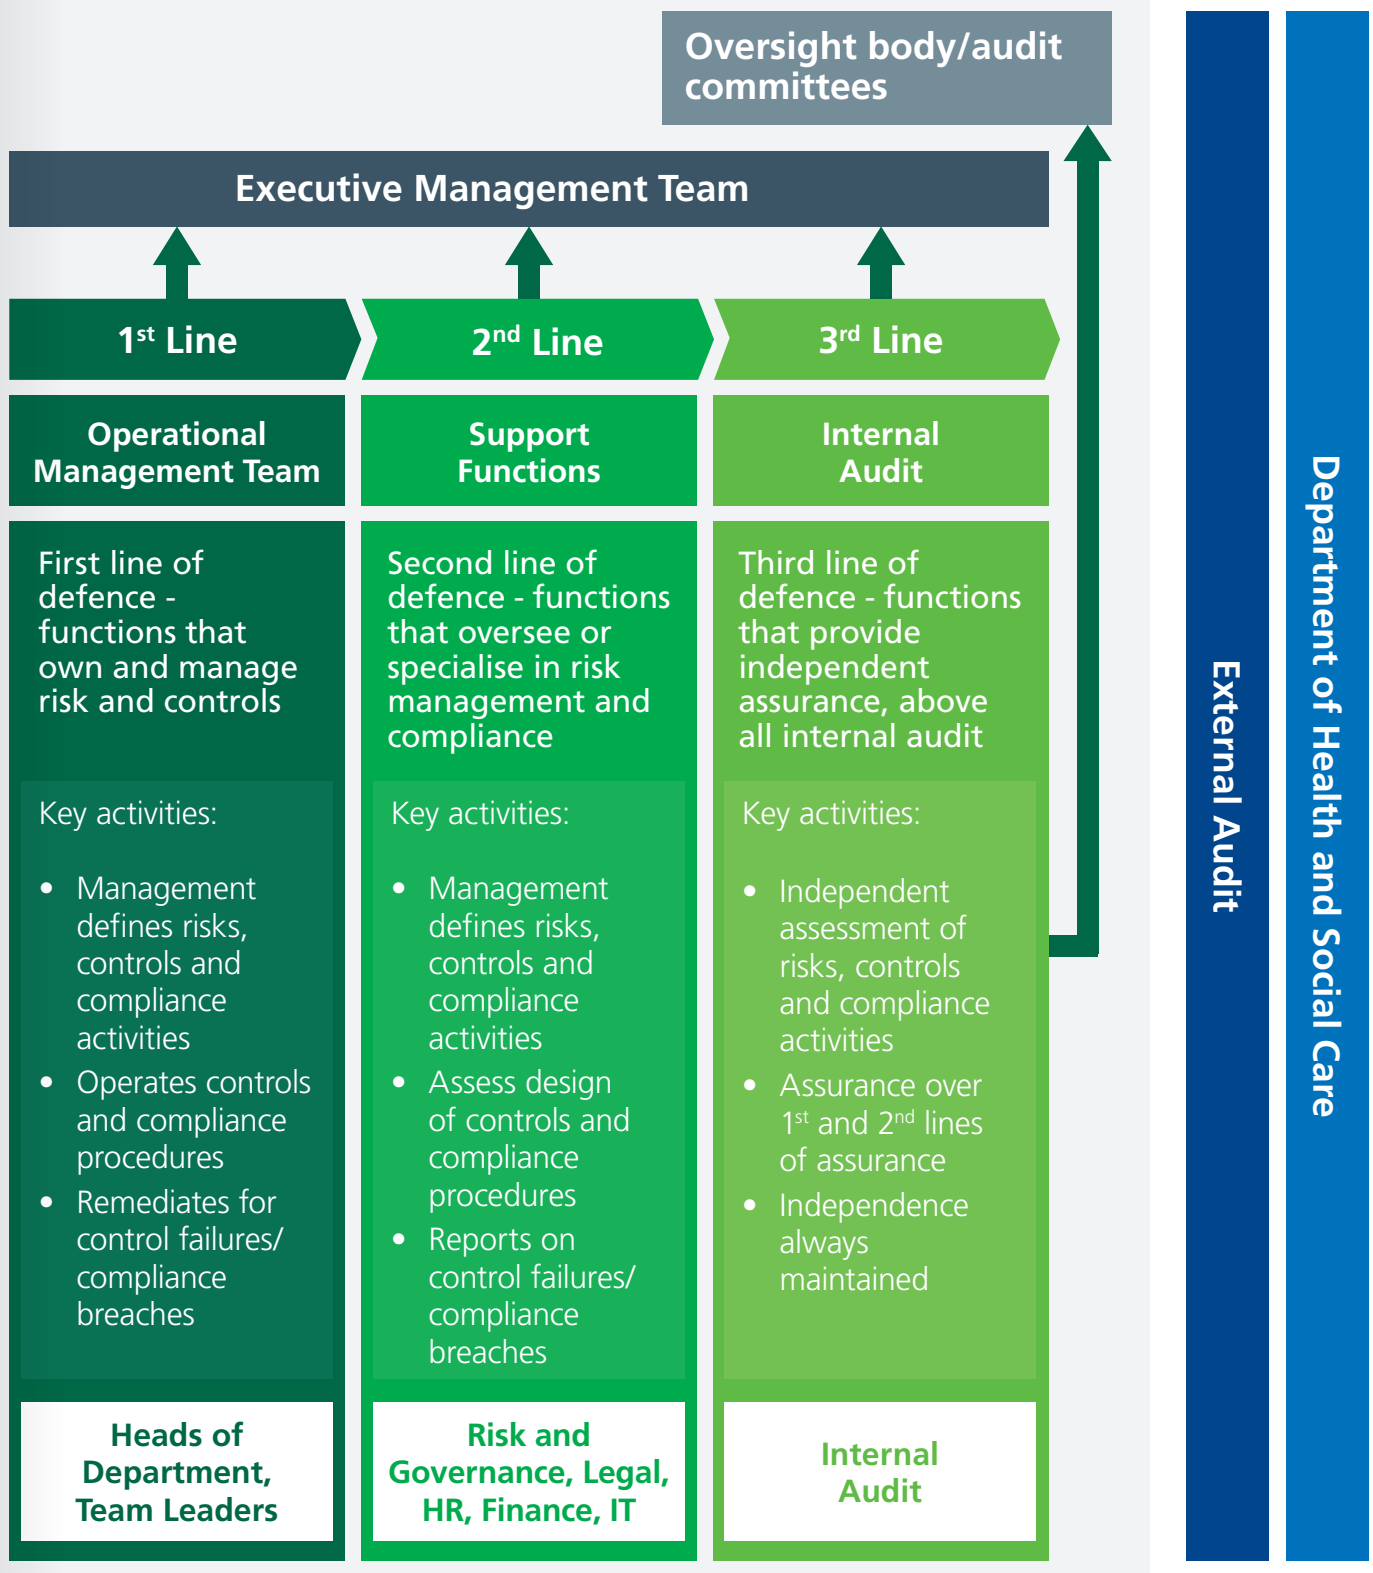 Oversight body/audit
committees
Executive Management Team
1st Line
2nd Line
3rd Line
Operational
Management Team
Support
Functions
Internal
Audit
First line of
defence -
functions that
own and manage
risk and controls
Second line of
defence - functions
that oversee or
specialise in risk
management and
compliance
Third line of
defence - functions
that provide
independent
assurance, above
all internal audit
Key activities:
• Management
defines risks,
controls and
compliance
activities
• Operates controls
and compliance
procedures
• Remediates for
control failures/
compliance
breaches
Key activities:
• Management
defines risks,
controls and
compliance
activities
• Assess design
of controls and
compliance
procedures
• Reports on
control failures/
compliance
breaches
Key activities:
• Independent
assessment of
risks, controls
and compliance
activities
• Assurance over
1st and 2nd lines
of assurance
• Independence
always
maintained
Heads of
Department,
Team Leaders
Risk and
Governance, Legal,
HR, Finance, IT
Internal
Audit
External Audit
Department of Health and Social Care